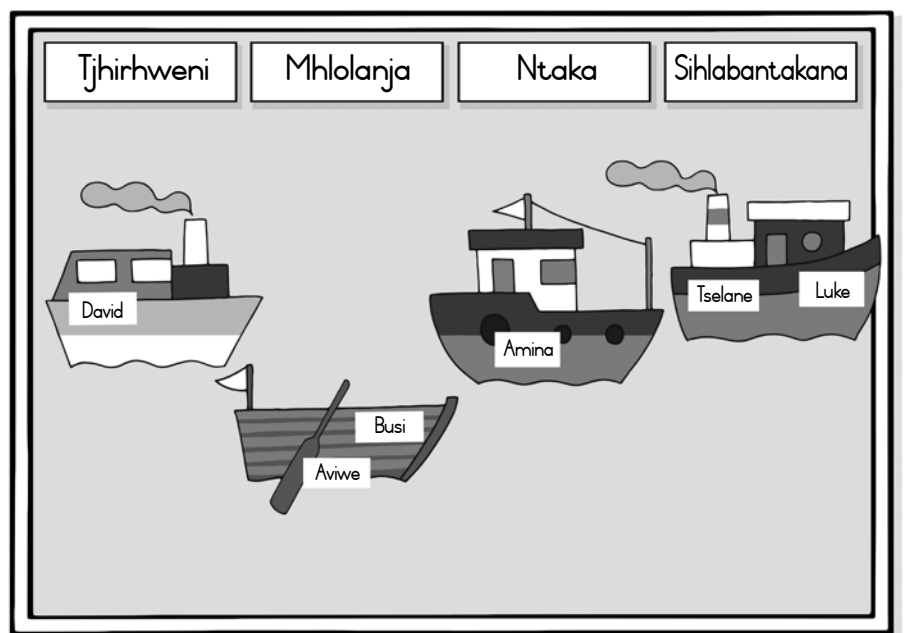 Tjhirhweni
Mhlolanja
Ntaka
Sihlabantakana
David
Tselane
Luke
Amina
Busi
Aviwe